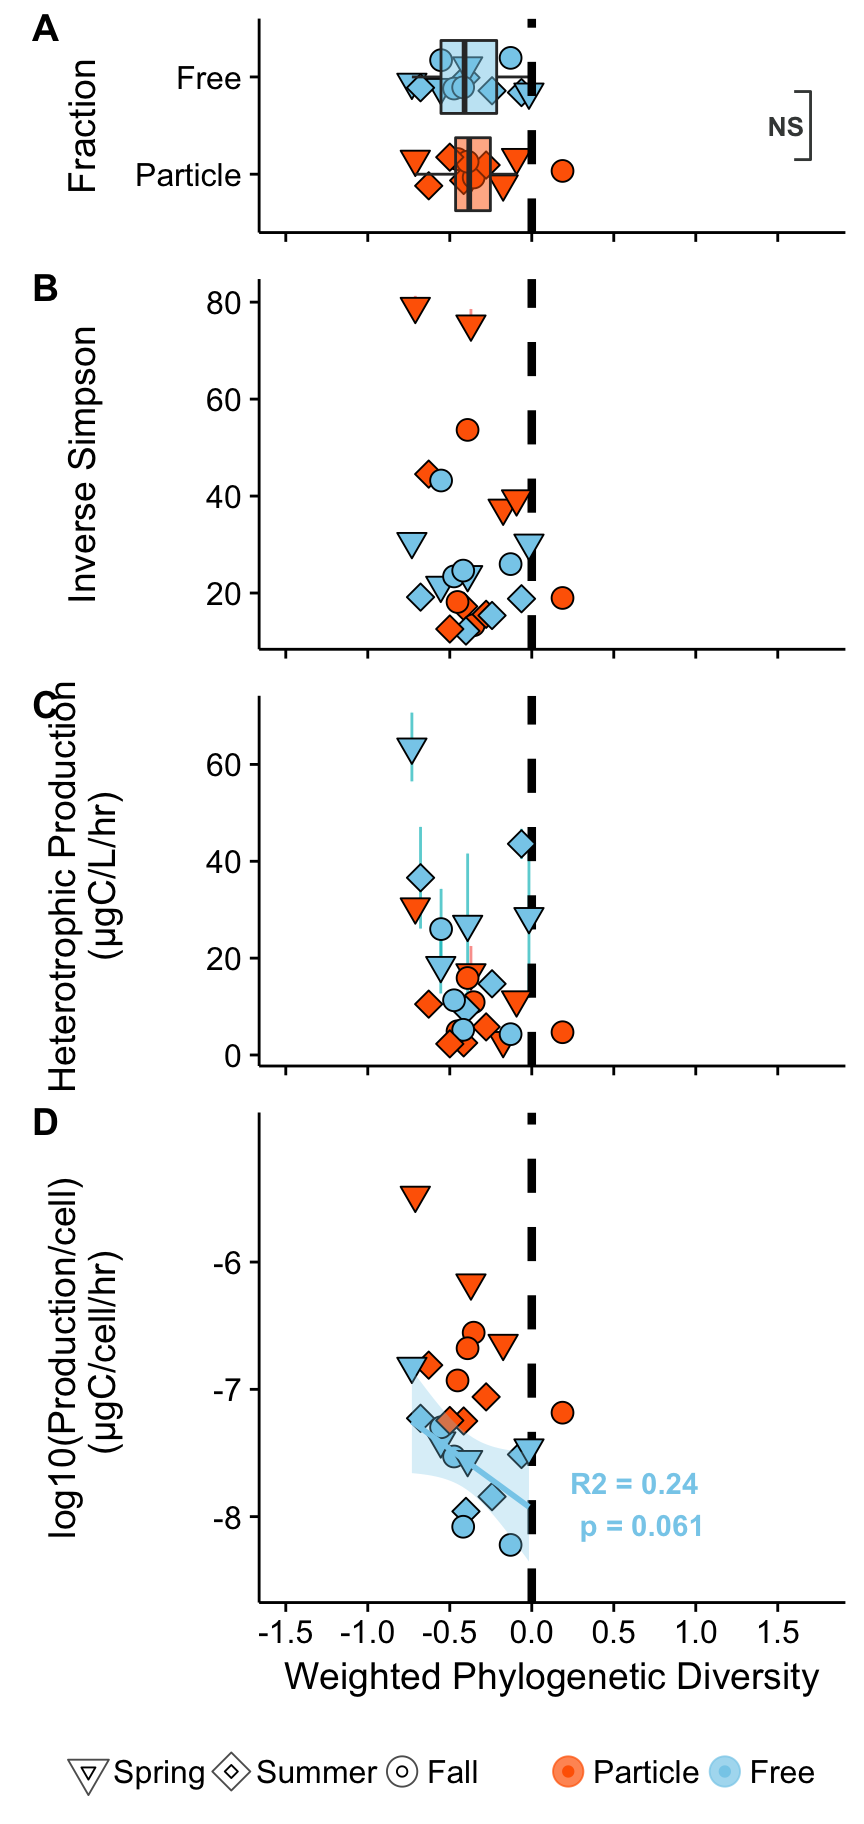 A
Fraction
Free
Particle
NS
B
Inverse Simpson
80
60
40
20
C
Heterotrophic Production
(µgC/L/hr)
60
40
20
0
D
log10(Production/cell)
(µgC/cell/hr)
-6
-7
-8
R2 = 0.24
p = 0.061
-1.5 -1.0 -0.5 0.0 0.5 1.0 1.5
Weighted Phylogenetic Diversity
Spring Summer Fall Particle Free